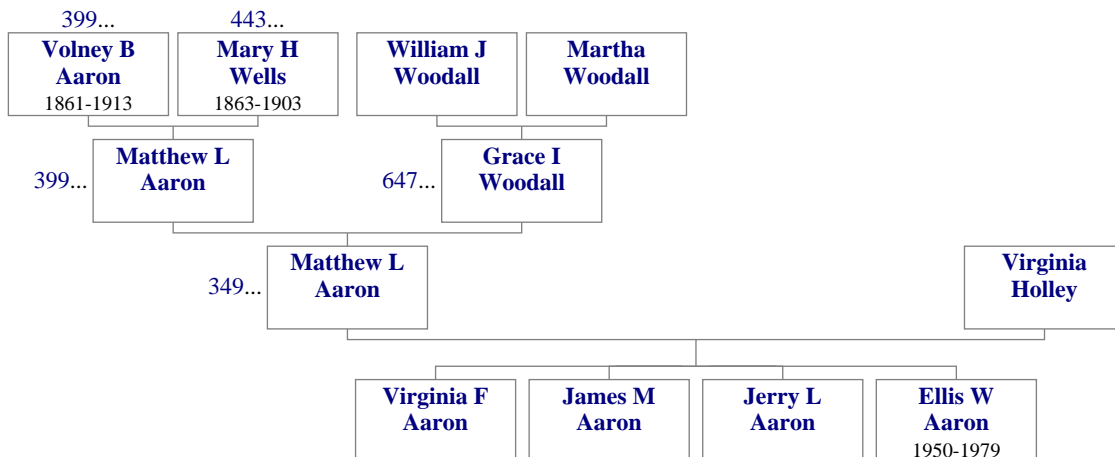 399...
443...
Volney B
Aaron
1861-1913
Mary H
Wells
1863-1903
William J
Woodall
Martha
Woodall
399...
Matthew L
Aaron
647...
Grace I
Woodall
349...
Matthew L
Aaron
Virginia
Holley
Virginia F
Aaron
James M
Aaron
Jerry L
Aaron
Ellis W
Aaron
1950-1979